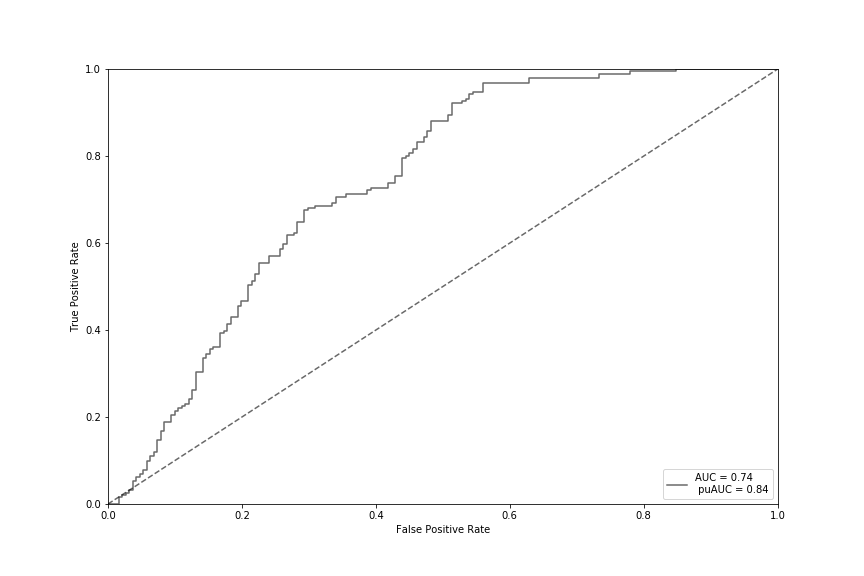 1.0
0.8
0.6
0.4
0.2
0.0
True Positive Rate
0.0 0.2 0.4 0.6 0.8 1.0
False Positive Rate
AUC = 0.74
puAUC = 0.84